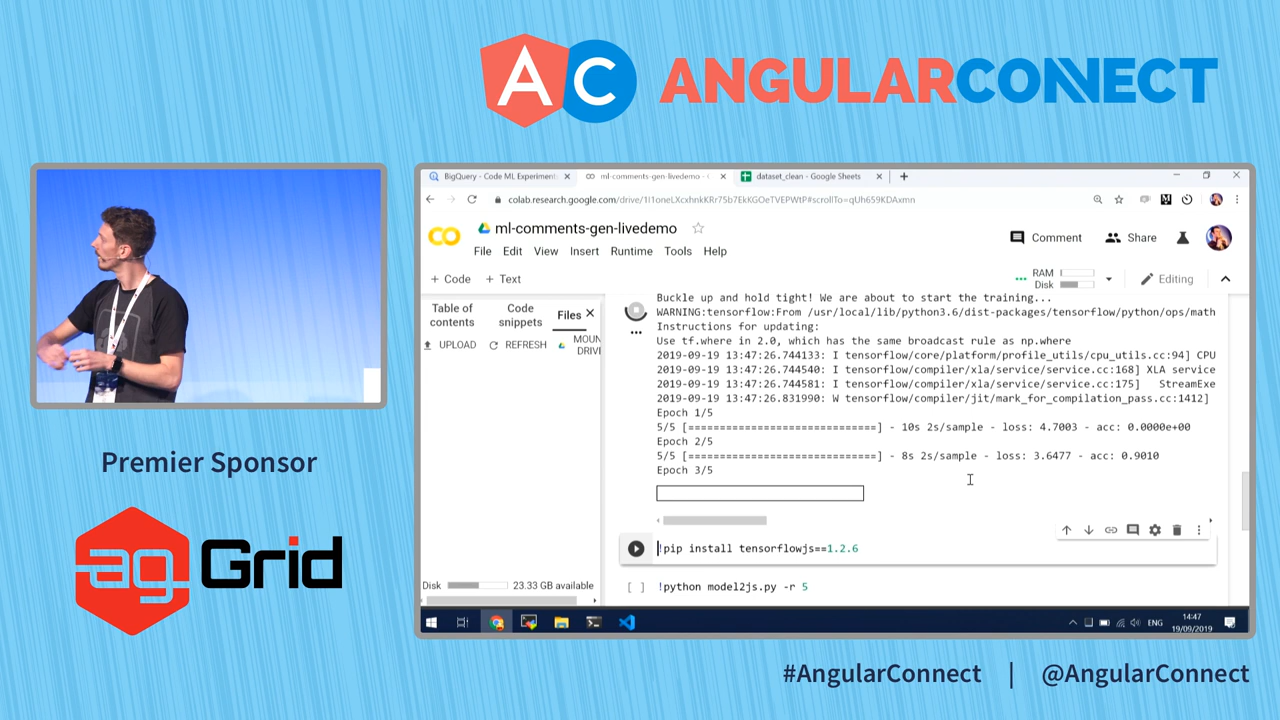 AC ANGULARCONNECT
BigQuery - Code ML Experiment
ml-comments-gen-livedemo -
dataset_clean - Google Sheets
colab.research.google.com/drive/1I1oneLXcxhnkKRr75b7EkKGOeTVEPWtP#scrollTo=qUh659KDAxmn
ml-comments-gen-livedemo
File Edit View Insert Runtime Tools Help
Comment
Share
+ Code + Text
RAM
Disk
Editing
Table of contents
Code snippets
Files
UPLOAD
REFRESH
MOUN
DRIV
Buckle up and hold tight! We are about to start the training...
WARNING:tensorflow:From /usr/local/lib/python3.6/dist-packages/tensorflow/python/ops/math
Instructions for updating:
Use tf.where in 2.0, which has the same broadcast rule as np.where
2019-09-19 13:47:26.744133: I tensorflow/core/platform/profile_utils/cpu_utils.cc:94] CPU
2019-09-19 13:47:26.744540: I tensorflow/compiler/xla/service/service.cc:168] XLA service
2019-09-19 13:47:26.744581: I tensorflow/compiler/xla/service/service.cc:175]   StreamExe
2019-09-19 13:47:26.831990: W tensorflow/compiler/jit/mark_for_compilation_pass.cc:1412]
Epoch 1/5
5/5 [==============================] - 10s 2s/sample - loss: 4.7003 - acc: 0.0000e+00
Epoch 2/5
5/5 [==============================] - 8s 2s/sample - loss: 3.6477 - acc: 0.9010
Epoch 3/5
!pip install tensorflowjs==1.2.6
[ ] !python model2js.py -r 5
Disk 23.33 GB available
ENG
14:47
19/09/2019
Premier Sponsor
ag Grid
#AngularConnect | @AngularConnect